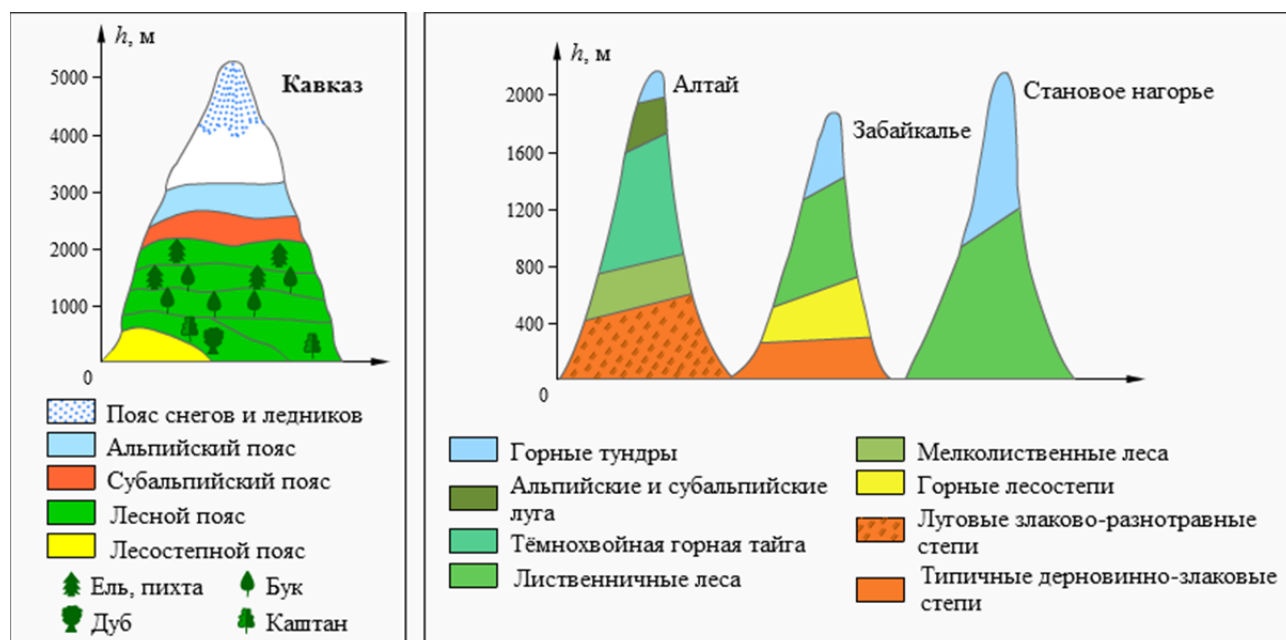 h, м
5000
4000
3000
2000
1000
0
Кавказ
Пояс снегов и ледников
Альпийский пояс
Субальпийский пояс
Лесной пояс
Лесостепной пояс
Ель, пихта
Бук
Дуб
Каштан
h, м
2000
1600
1200
800
400
0
Алтай
Забайкалье
Становое нагорье
Горные тундры
Альпийские и субальпийские
луга
Тёмнохвойная горная тайга
Лиственничные леса
Мелколиственные леса
Горные лесостепи
Луговые злаково-разнотравные
степи
Типичные дерновинно-злаковые
степи